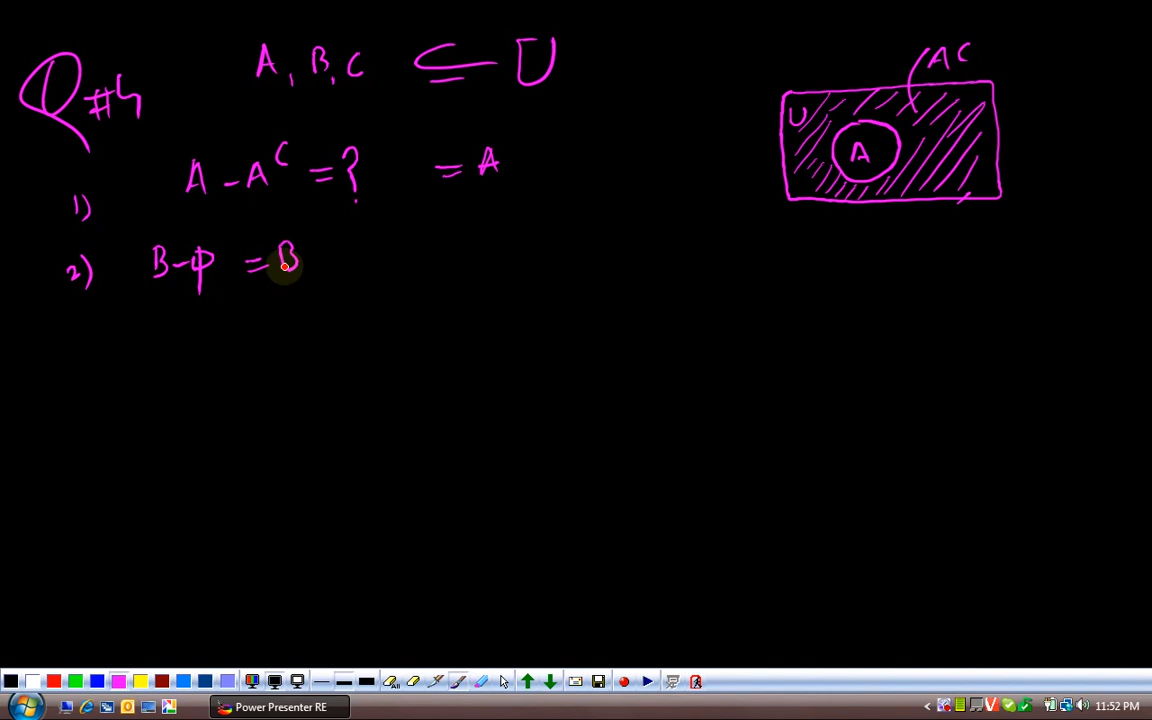 Q#4
A, B, C ⊆ U
1) A - A^C = ? = A
2) B - φ = B
A^C
U
A
Power Presenter RE
11:52 PM